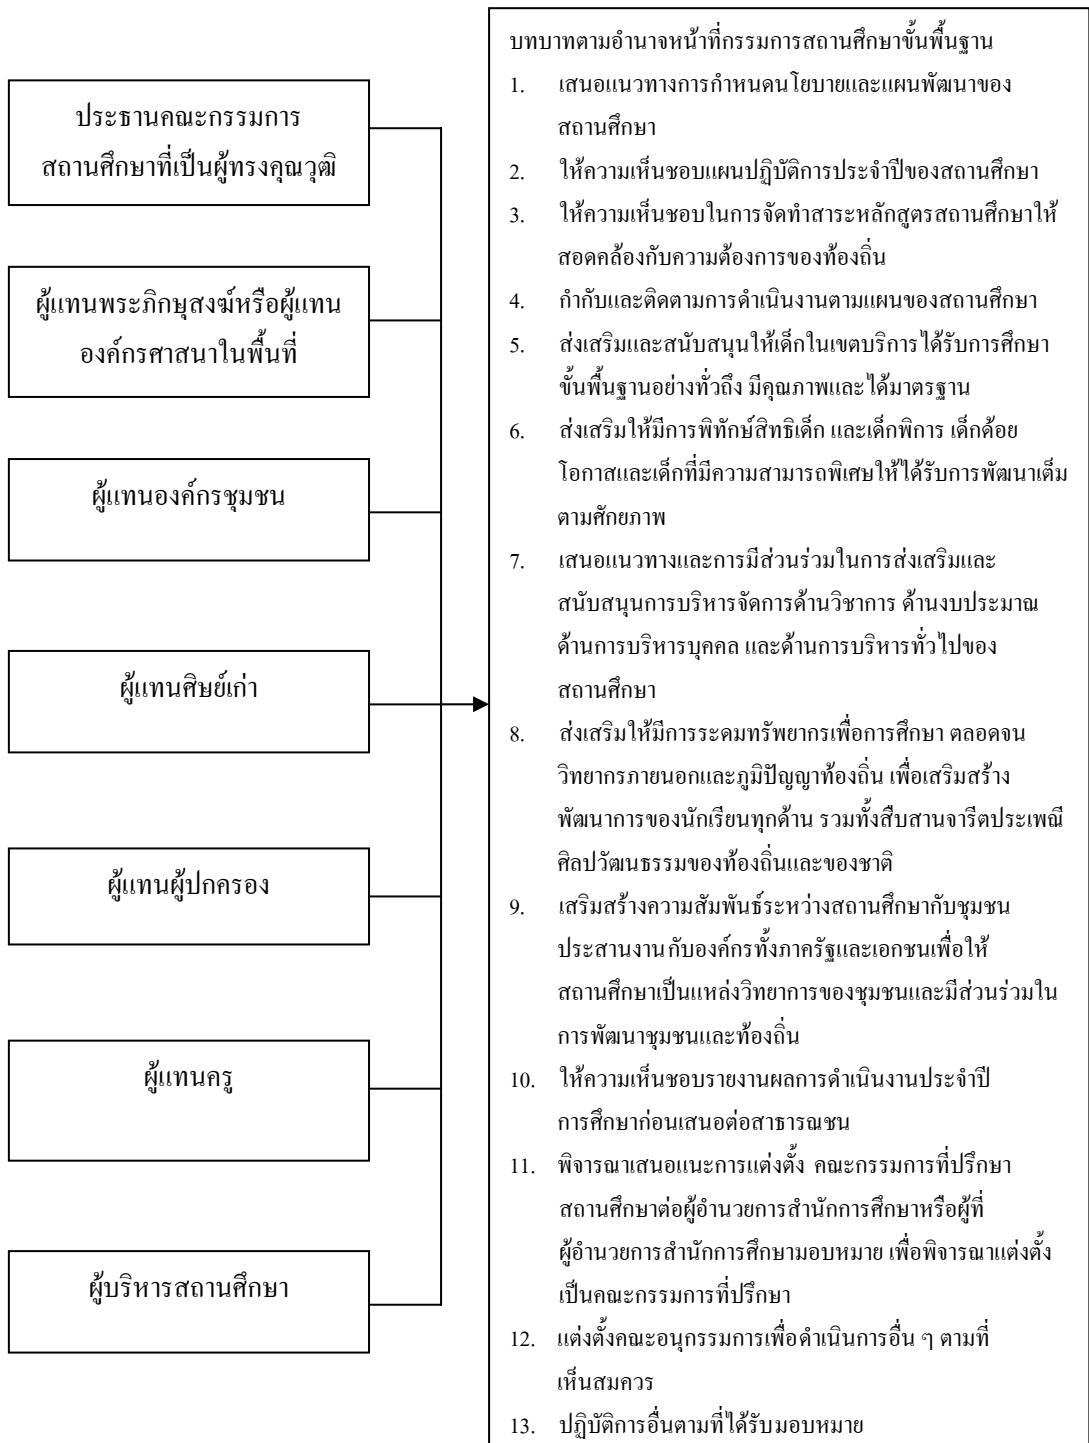 ประธานคณะกรรมการ
สถานศึกษาที่เป็นผู้ทรงคุณวุฒิ
ผู้แทนพระภิกษุสงฆ์หรือผู้แทน
องค์กรศาสนาในพื้นที่
ผู้แทนองค์กรชุมชน
ผู้แทนศิษย์เก่า
ผู้แทนผู้ปกครอง
ผู้แทนครู
ผู้บริหารสถานศึกษา
บทบาทตามอำนาจหน้าที่กรรมการสถานศึกษาขั้นพื้นฐาน
1. เสนอแนวทางการกำหนดนโยบายและแผนพัฒนาของ
สถานศึกษา
2. ให้ความเห็นชอบแผนปฏิบัติการประจำปีของสถานศึกษา
3. ให้ความเห็นชอบในการจัดทำสาระหลักสูตรสถานศึกษาให้
สอดคล้องกับความต้องการของท้องถิ่น
4. กำกับและติดตามการดำเนินงานตามแผนของสถานศึกษา
5. ส่งเสริมและสนับสนุนให้เด็กในเขตบริการได้รับการศึกษา
ขั้นพื้นฐานอย่างทั่วถึง มีคุณภาพและได้มาตรฐาน
6. ส่งเสริมให้มีการพิทักษ์สิทธิเด็ก และเด็กพิการ เด็กด้อย
โอกาสและเด็กที่มีความสามารถพิเศษให้ได้รับการพัฒนาเต็ม
ตามศักยภาพ
7. เสนอแนวทางและการมีส่วนร่วมในการส่งเสริมและ
สนับสนุนการบริหารจัดการด้านวิชาการ ด้านงบประมาณ
ด้านการบริหารบุคคล และด้านการบริหารทั่วไปของ
สถานศึกษา
8. ส่งเสริมให้มีการระดมทรัพยากรเพื่อการศึกษา ตลอดจน
วิทยากรภายนอกและภูมิปัญญาท้องถิ่น เพื่อเสริมสร้าง
พัฒนาการของนักเรียนทุกด้าน รวมทั้งสืบสานจารีตประเพณี
ศิลปวัฒนธรรมของท้องถิ่นและของชาติ
9. เสริมสร้างความสัมพันธ์ระหว่างสถานศึกษากับชุมชน
ประสานงานกับองค์กรทั้งภาครัฐและเอกชนเพื่อให้
สถานศึกษาเป็นแหล่งวิทยาการของชุมชนและมีส่วนร่วมใน
การพัฒนาชุมชนและท้องถิ่น
10. ให้ความเห็นชอบรายงานผลการดำเนินงานประจำปี
การศึกษาก่อนเสนอต่อสาธารณชน
11. พิจารณาเสนอแนะการแต่งตั้ง คณะกรรมการที่ปรึกษา
สถานศึกษาต่อผู้อำนวยการสำนักการศึกษาหรือผู้ที่
ผู้อำนวยการสำนักการศึกษามอบหมาย เพื่อพิจารณาแต่งตั้ง
เป็นคณะกรรมการที่ปรึกษา
12. แต่งตั้งคณะอนุกรรมการเพื่อดำเนินการอื่น ๆ ตามที่
เห็นสมควร
13. ปฏิบัติการอื่นตามที่ได้รับมอบหมาย